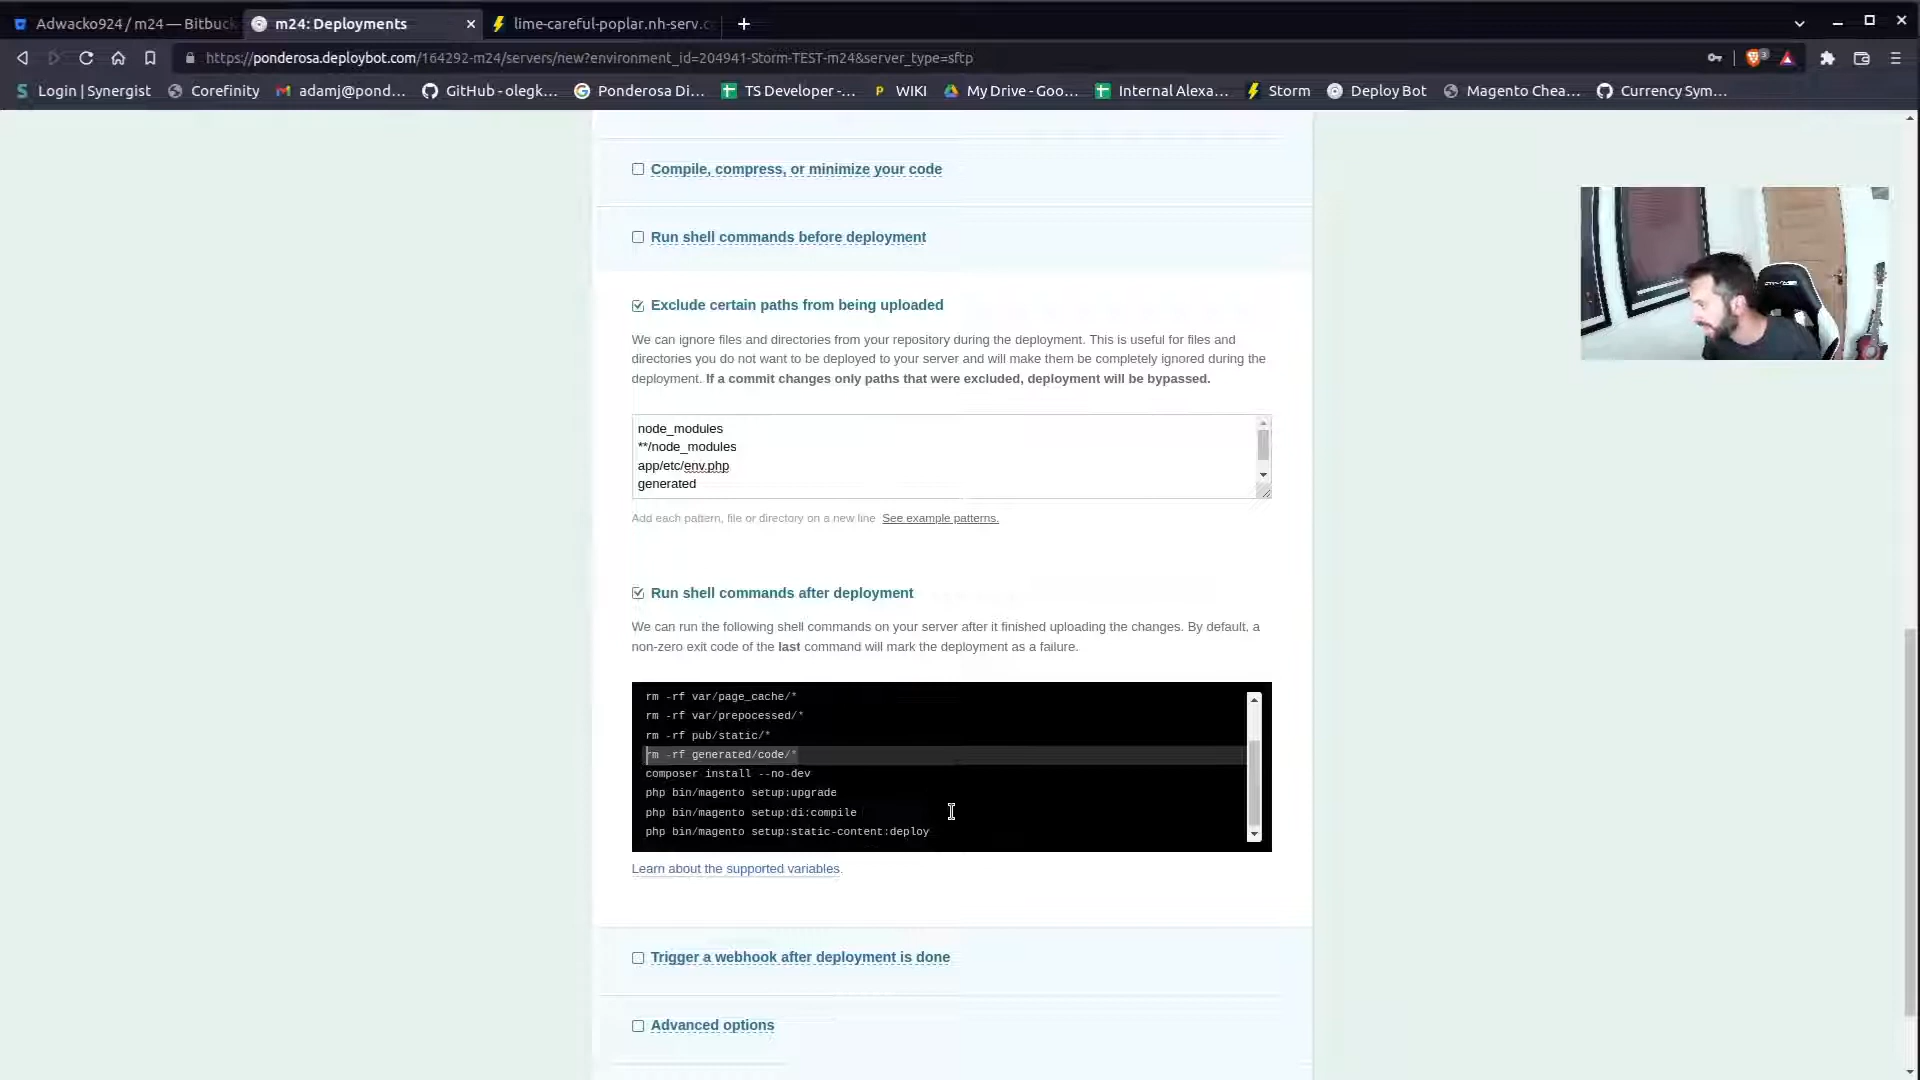 Adwacko924 / m24 — Bitbuck
m24: Deployments
lime-careful-poplar.nh-serv.c
https://ponderosa.deploybot.com/164292-m24/servers/new?environment_id=204941-Storm-TEST-m24&server_type=sftp
Login | Synergist
Corefinity
adamj@pond...
GitHub - olegk...
Ponderosa Di...
TS Developer -...
WIKI
My Drive - Goo...
Internal Alexa...
Storm
Deploy Bot
Magento Chea...
Currency Sym...
Compile, compress, or minimize your code
Run shell commands before deployment
Exclude certain paths from being uploaded
We can ignore files and directories from your repository during the deployment. This is useful for files and
directories you do not want to be deployed to your server and will make them be completely ignored during the
deployment. If a commit changes only paths that were excluded, deployment will be bypassed.
node_modules
**/node_modules
app/etc/env.php
generated
Add each pattern, file or directory on a new line See example patterns.
Run shell commands after deployment
We can run the following shell commands on your server after it finished uploading the changes. By default, a
non-zero exit code of the last command will mark the deployment as a failure.
rm -rf var/page_cache/*
rm -rf var/prepocessed/*
rm -rf pub/static/*
rm -rf generated/code/*
composer install --no-dev
php bin/magento setup:upgrade
php bin/magento setup:di:compile
php bin/magento setup:static-content:deploy
Learn about the supported variables.
Trigger a webhook after deployment is done
Advanced options